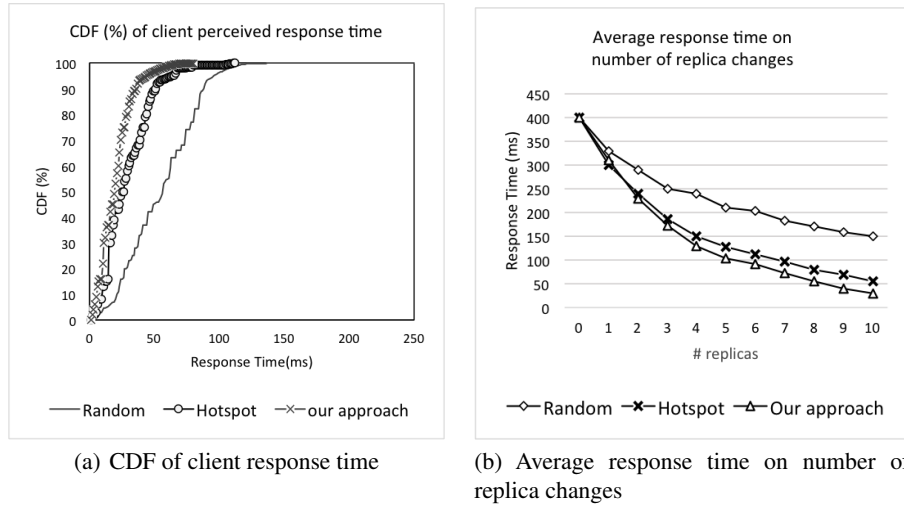 CDF (%) of client perceived response time
100
90
80
70
60
50
40
30
20
10
0
CDF (%)
0 50 100 150 200 250
Response Time(ms)
Random Hotspot our approach
(a) CDF of client response time
Average response time on
number of replica changes
450
400
350
300
250
200
150
100
50
0
Response Time (ms)
0 1 2 3 4 5 6 7 8 9 10
# replicas
Random Hotspot Our approach
(b) Average response time on number of
replica changes